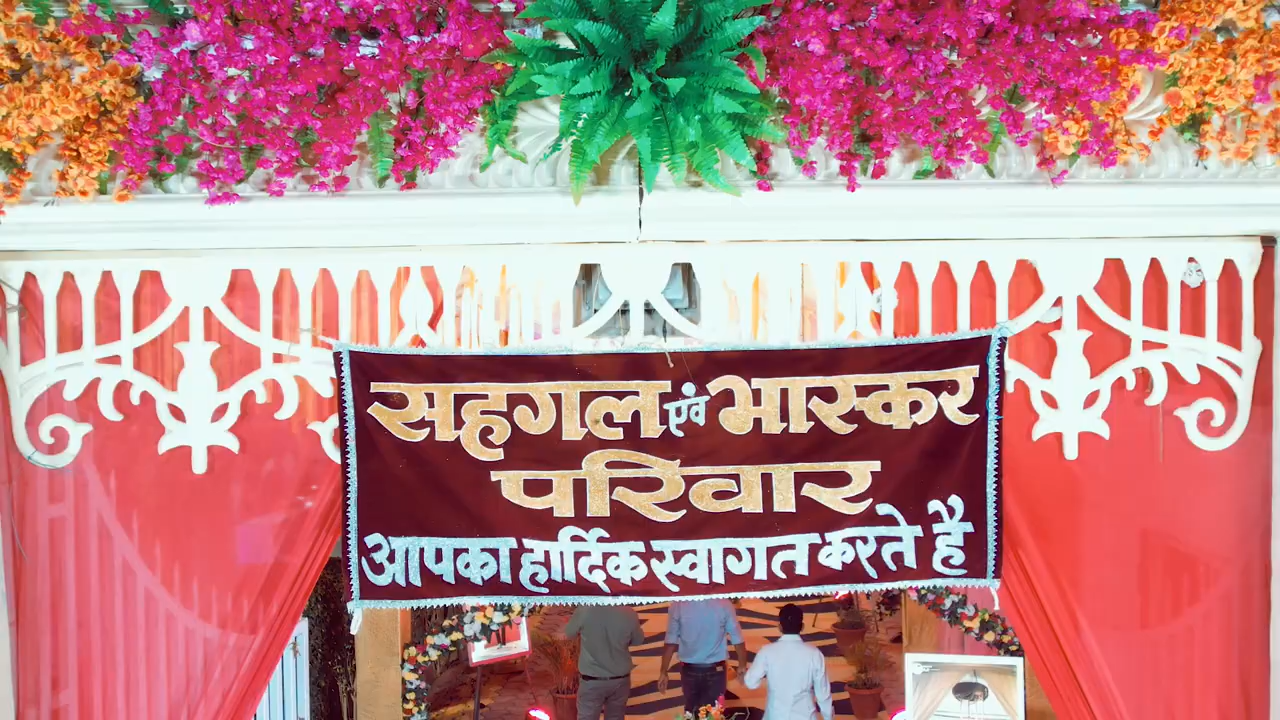 सहगल एवं भास्कर
परिवार
आपका हार्दिक स्वागत करते है